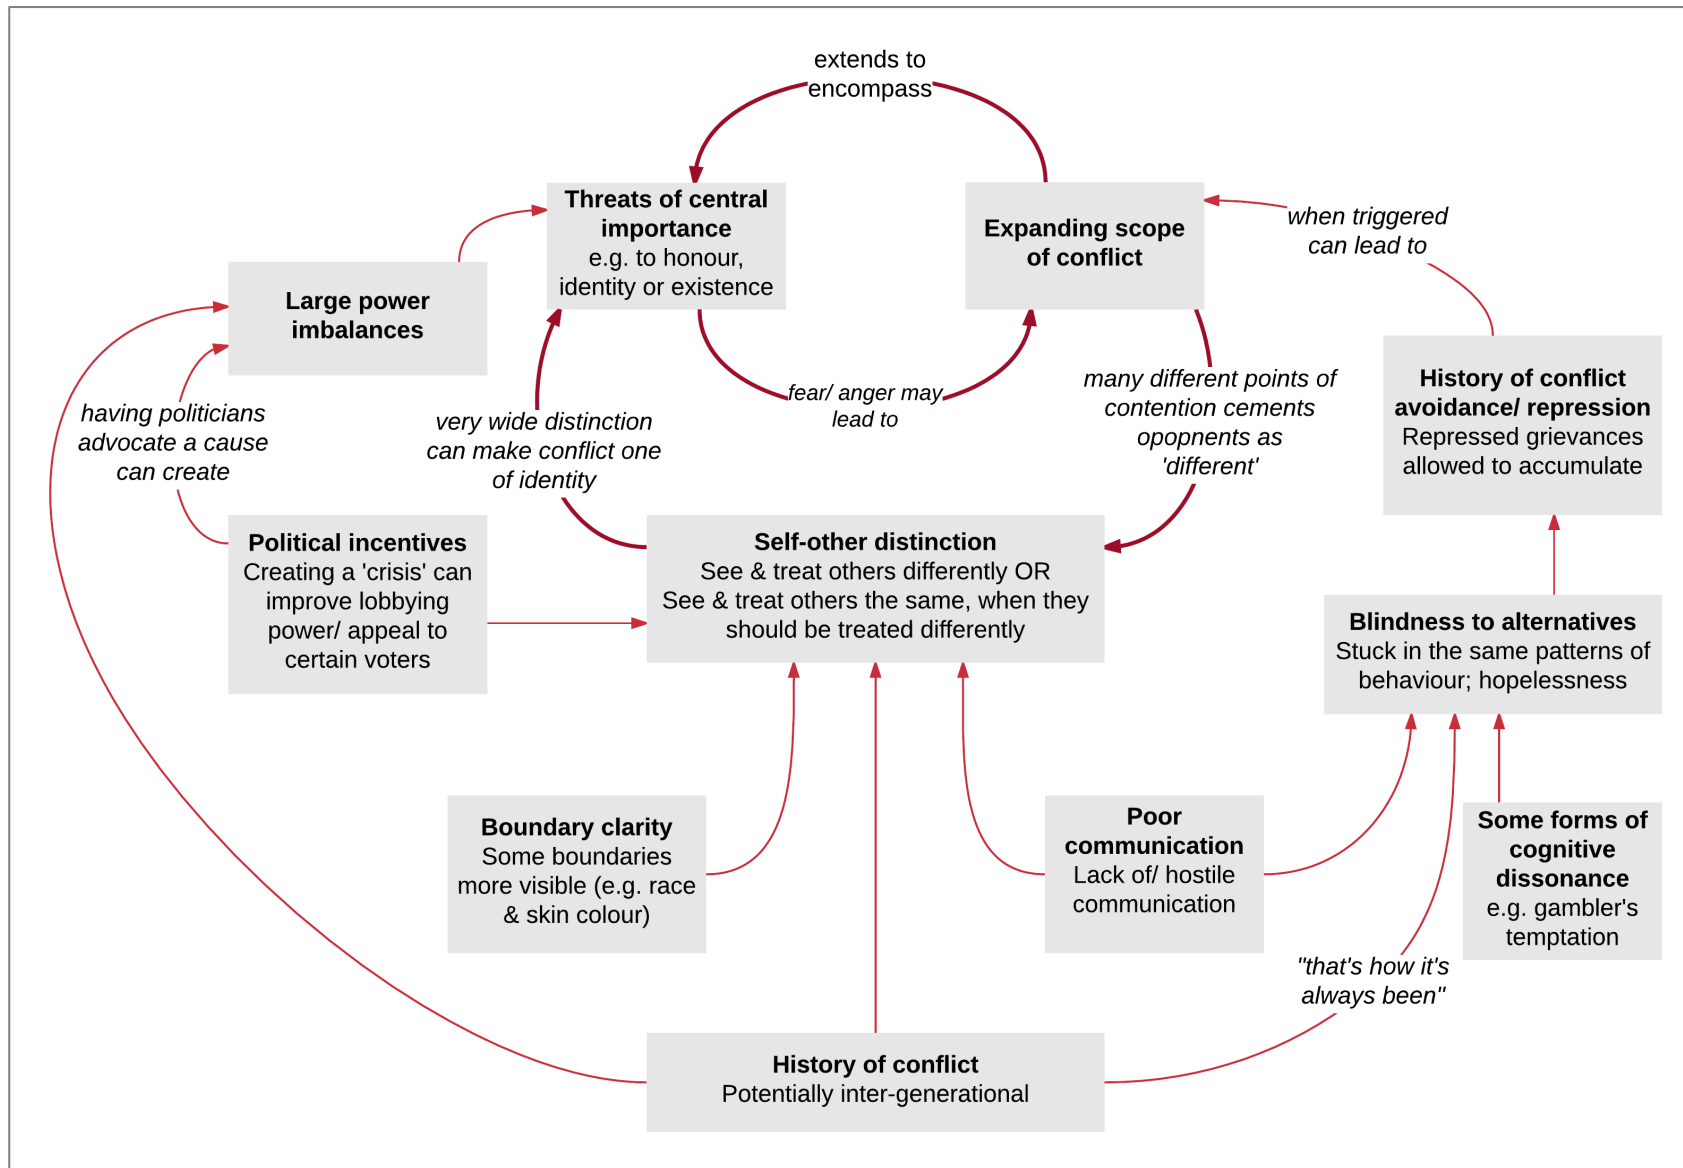 extends to
encompass
Threats of central
importance
e.g. to honour,
identity or existence
Expanding scope
of conflict
when triggered
can lead to
Large power
imbalances
fear/ anger may
lead to
many different points of
contention cements
opopnents as
'different'
History of conflict
avoidance/ repression
Repressed grievances
allowed to accumulate
having politicians
advocate a cause
can create
very wide distinction
can make conflict one
of identity
Political incentives
Creating a 'crisis' can
improve lobbying
power/ appeal to
certain voters
Self-other distinction
See & treat others differently OR
See & treat others the same, when they
should be treated differently
Blindness to alternatives
Stuck in the same patterns of
behaviour; hopelessness
Boundary clarity
Some boundaries
more visible (e.g. race
& skin colour)
Poor
communication
Lack of/ hostile
communication
Some forms of
cognitive
dissonance
e.g. gambler's
temptation
"that's how it's
always been"
History of conflict
Potentially inter-generational